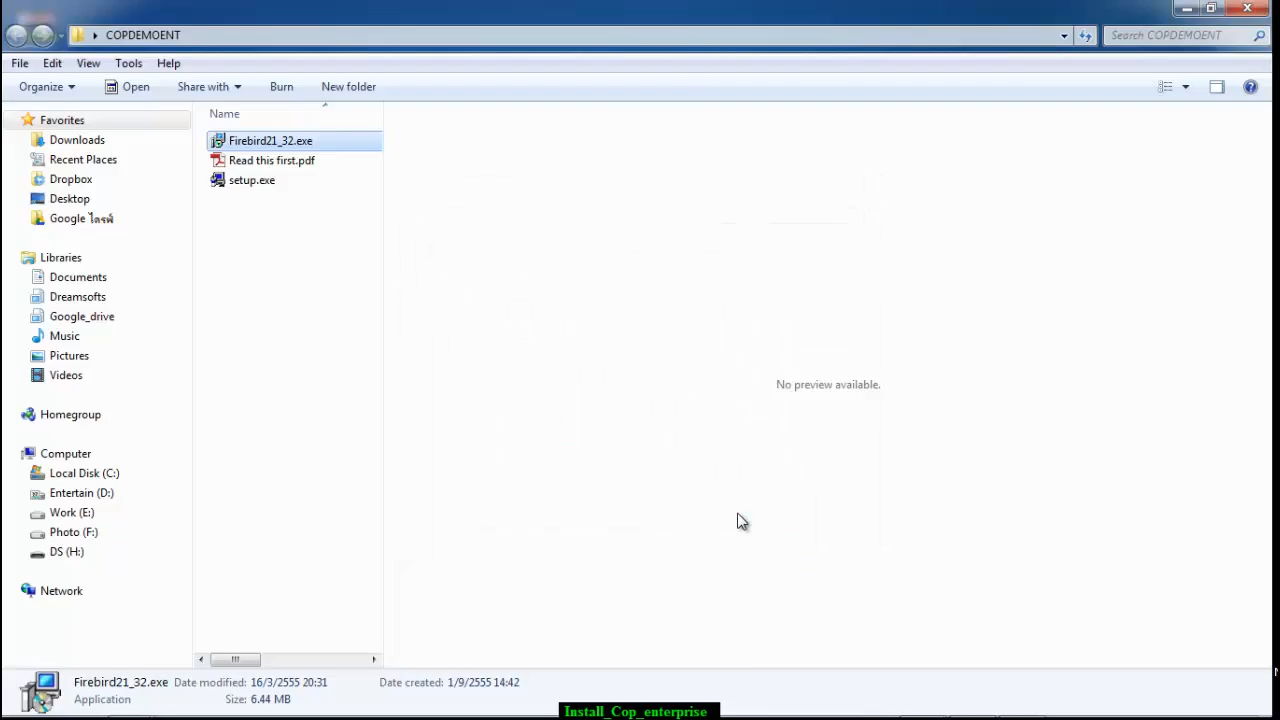 COPDEMOENT
Search COPDEMOENT
File Edit View Tools Help
Organize Open Share with Burn New folder
Name
Favorites
Downloads
Recent Places
Dropbox
Desktop
Google ไดรฟ์
Libraries
Documents
Dreamsofts
Google_drive
Music
Pictures
Videos
Homegroup
Computer
Local Disk (C:)
Entertain (D:)
Work (E:)
Photo (F:)
DS (H:)
Network
Firebird21_32.exe
Read this first.pdf
setup.exe
No preview available.
Firebird21_32.exe Date modified: 16/3/2555 20:31 Date created: 1/9/2555 14:42
Application Size: 6.44 MB
Install_Cop_enterprise